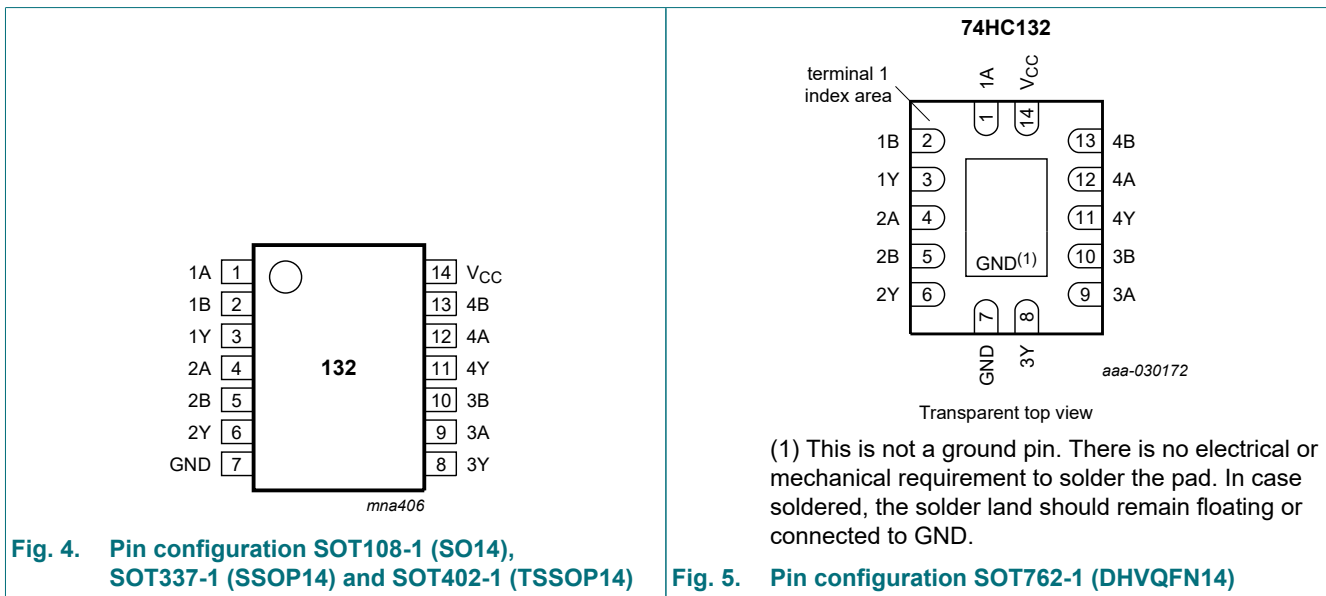 1A 1 14 VCC
1B 2 13 4B
1Y 3 12 4A
2A 4 132 11 4Y
2B 5 10 3B
2Y 6 9 3A
GND 7 8 3Y
mna406
Fig. 4. Pin configuration SOT108-1 (SO14),
SOT337-1 (SSOP14) and SOT402-1 (TSSOP14)
74HC132
terminal 1
index area
1A VCC
1 14
1B 2 13 4B
1Y 3 12 4A
2A 4 11 4Y
2B 5 GND(1) 10 3B
2Y 6 9 3A
7 8
GND 3Y
aaa-030172
Transparent top view
(1) This is not a ground pin. There is no electrical or
mechanical requirement to solder the pad. In case
soldered, the solder land should remain floating or
connected to GND.
Fig. 5. Pin configuration SOT762-1 (DHVQFN14)